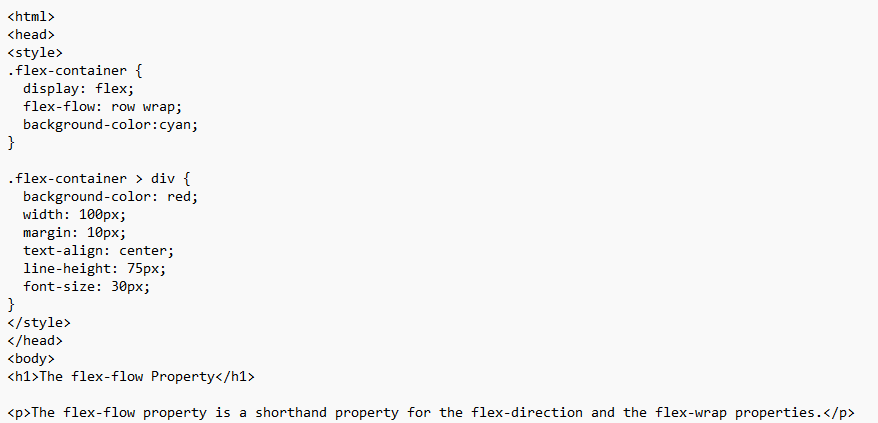 <html>
<head>
<style>
.flex-container {
  display: flex;
  flex-flow: row wrap;
  background-color:cyan;
}

.flex-container > div {
  background-color: red;
  width: 100px;
  margin: 10px;
  text-align: center;
  line-height: 75px;
  font-size: 30px;
}
</style>
</head>
<body>
<h1>The flex-flow Property</h1>

<p>The flex-flow property is a shorthand property for the flex-direction and the flex-wrap properties.</p>